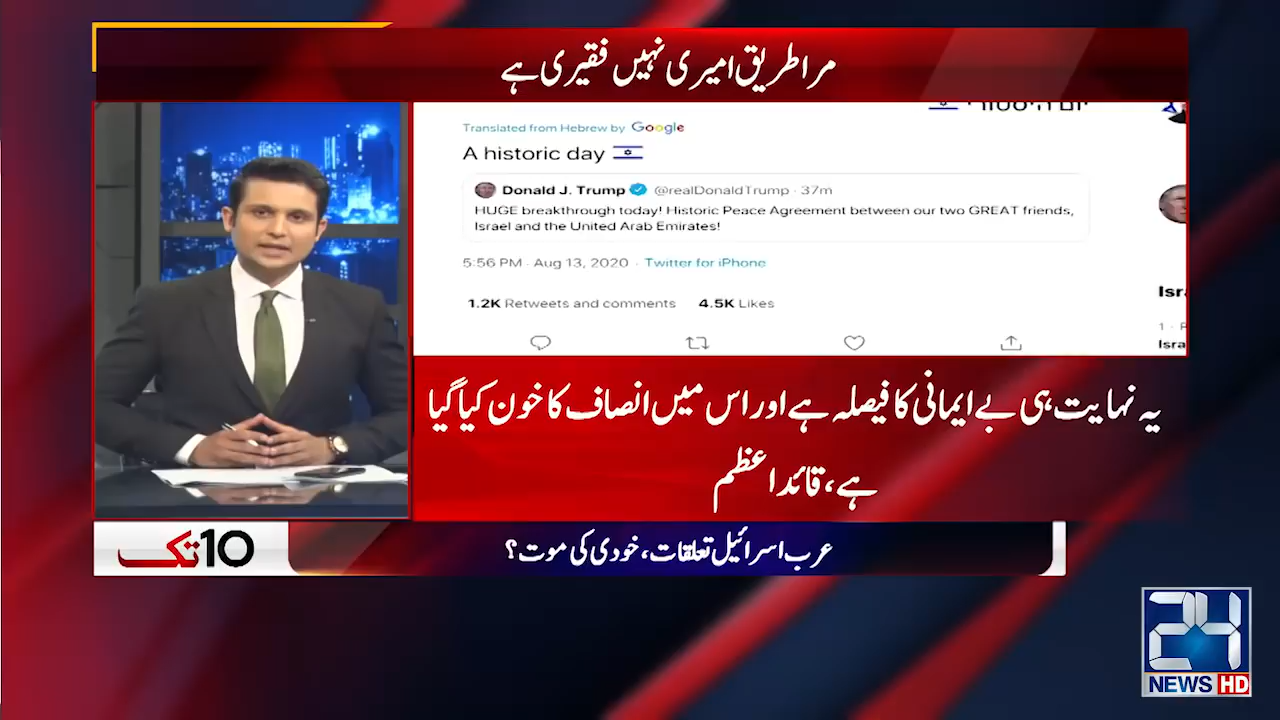 مرا طریق امیری نہیں فقیری ہے
Translated from Hebrew by Google
A historic day
Donald J. Trump @realDonaldTrump · 37m
HUGE breakthrough today! Historic Peace Agreement between our two GREAT friends,
Israel and the United Arab Emirates!
5:56 PM · Aug 13, 2020 · Twitter for iPhone
1.2K Retweets and comments 4.5K Likes
یہ نہایت ہی بے ایمانی کا فیصلہ ہے اور اس میں انصاف کا خون کیا گیا
ہے، قائداعظم
10 تک
عرب اسرائیل تعلقات، خودی کی موت؟
24
NEWS HD